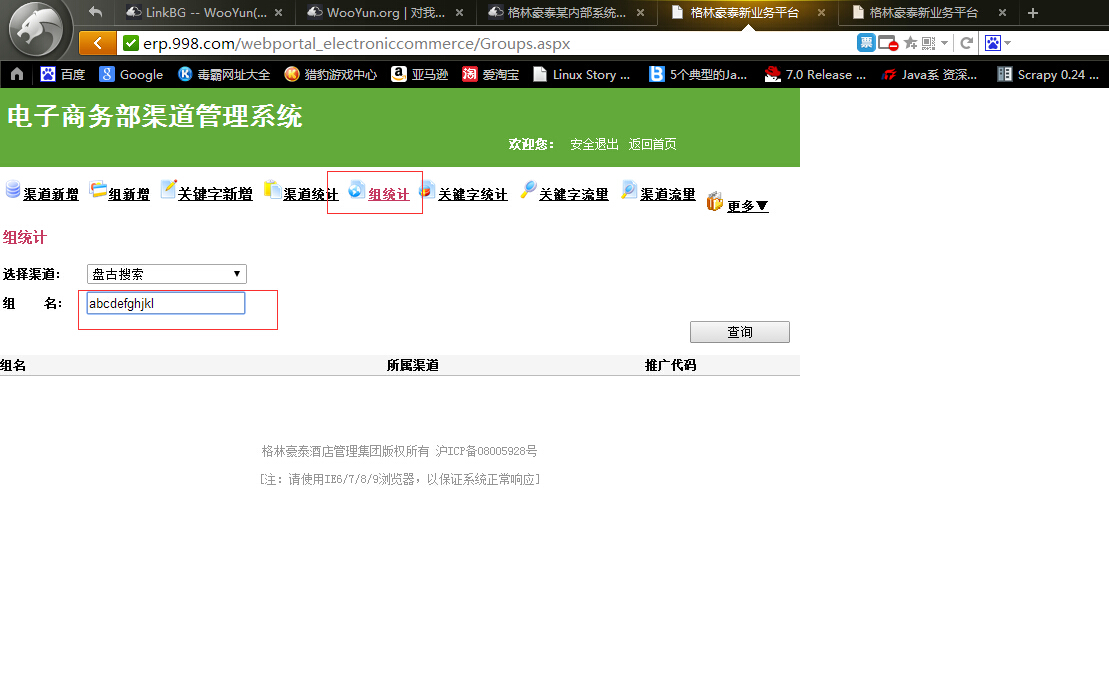 LinkBG -- WooYun(... WooYun.org | 对我... 格林豪泰某内部系统... 格林豪泰新业务平台 格林豪泰新业务平台
erp.998.com/webportal_electroniccommerce/Groups.aspx 票
百度 Google 毒霸网址大全 猎豹游戏中心 亚马逊 爱淘宝 Linux Story ... 5个典型的Ja... 7.0 Release ... Java系 资深... Scrapy 0.24 ...
电子商务部渠道管理系统
欢迎您: 安全退出 返回首页
渠道新增 组新增 关键字新增 渠道统计 组统计 关键字统计 关键字流量 渠道流量 更多▼
组统计
选择渠道: 盘古搜索
组 名: abcdefghjkl
查询
组名 所属渠道 推广代码
格林豪泰酒店管理集团版权所有 沪ICP备08005928号
[注：请使用IE6/7/8/9浏览器，以保证系统正常响应]